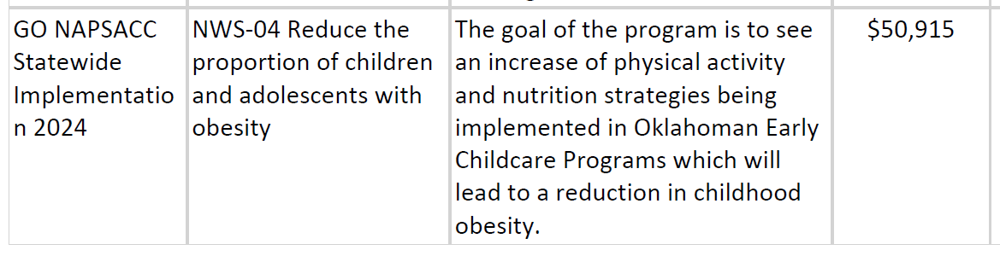 GO NAPSACC
Statewide
Implementatio
n 2024
NWS-04 Reduce the
proportion of children
and adolescents with
obesity
The goal of the program is to see
an increase of physical activity
and nutrition strategies being
implemented in Oklahoman Early
Childcare Programs which will
lead to a reduction in childhood
obesity.
$50,915